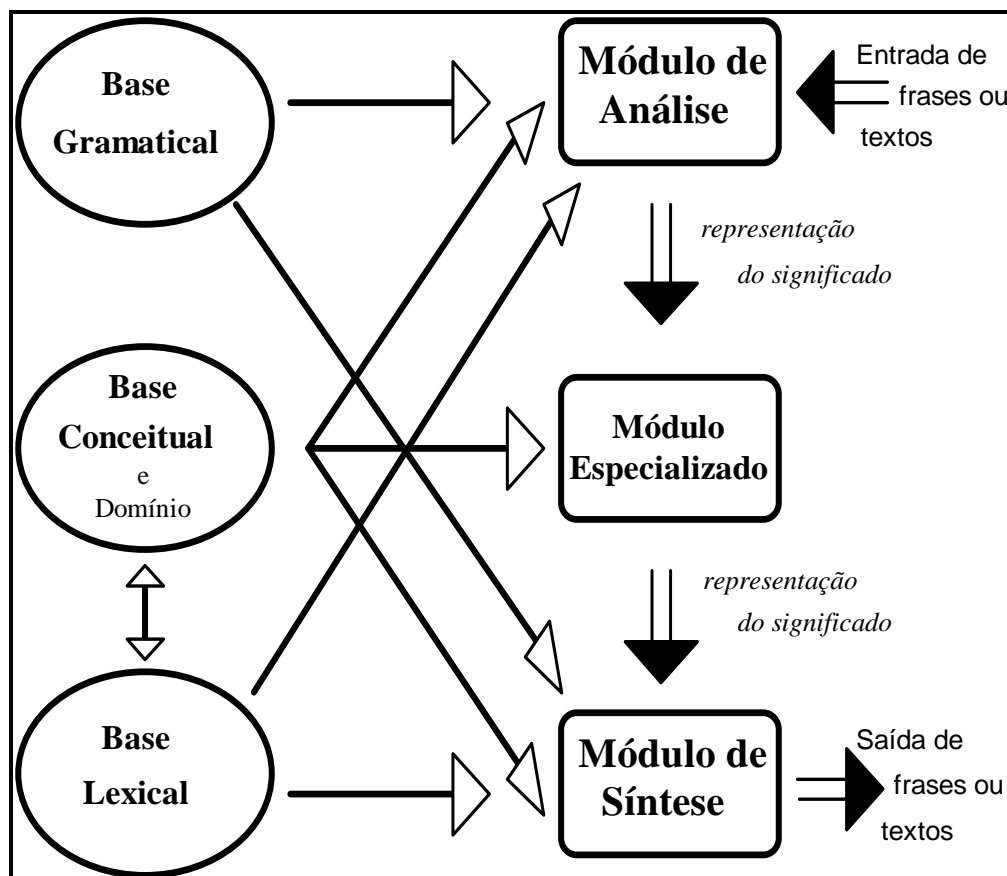 Base
Gramatical
Módulo de
Análise
Entrada de
frases ou
textos
representação
do significado
Base
Conceitual
e
Domínio
Módulo
Especializado
representação
do significado
Base
Lexical
Módulo de
Síntese
Saída de
frases ou
textos